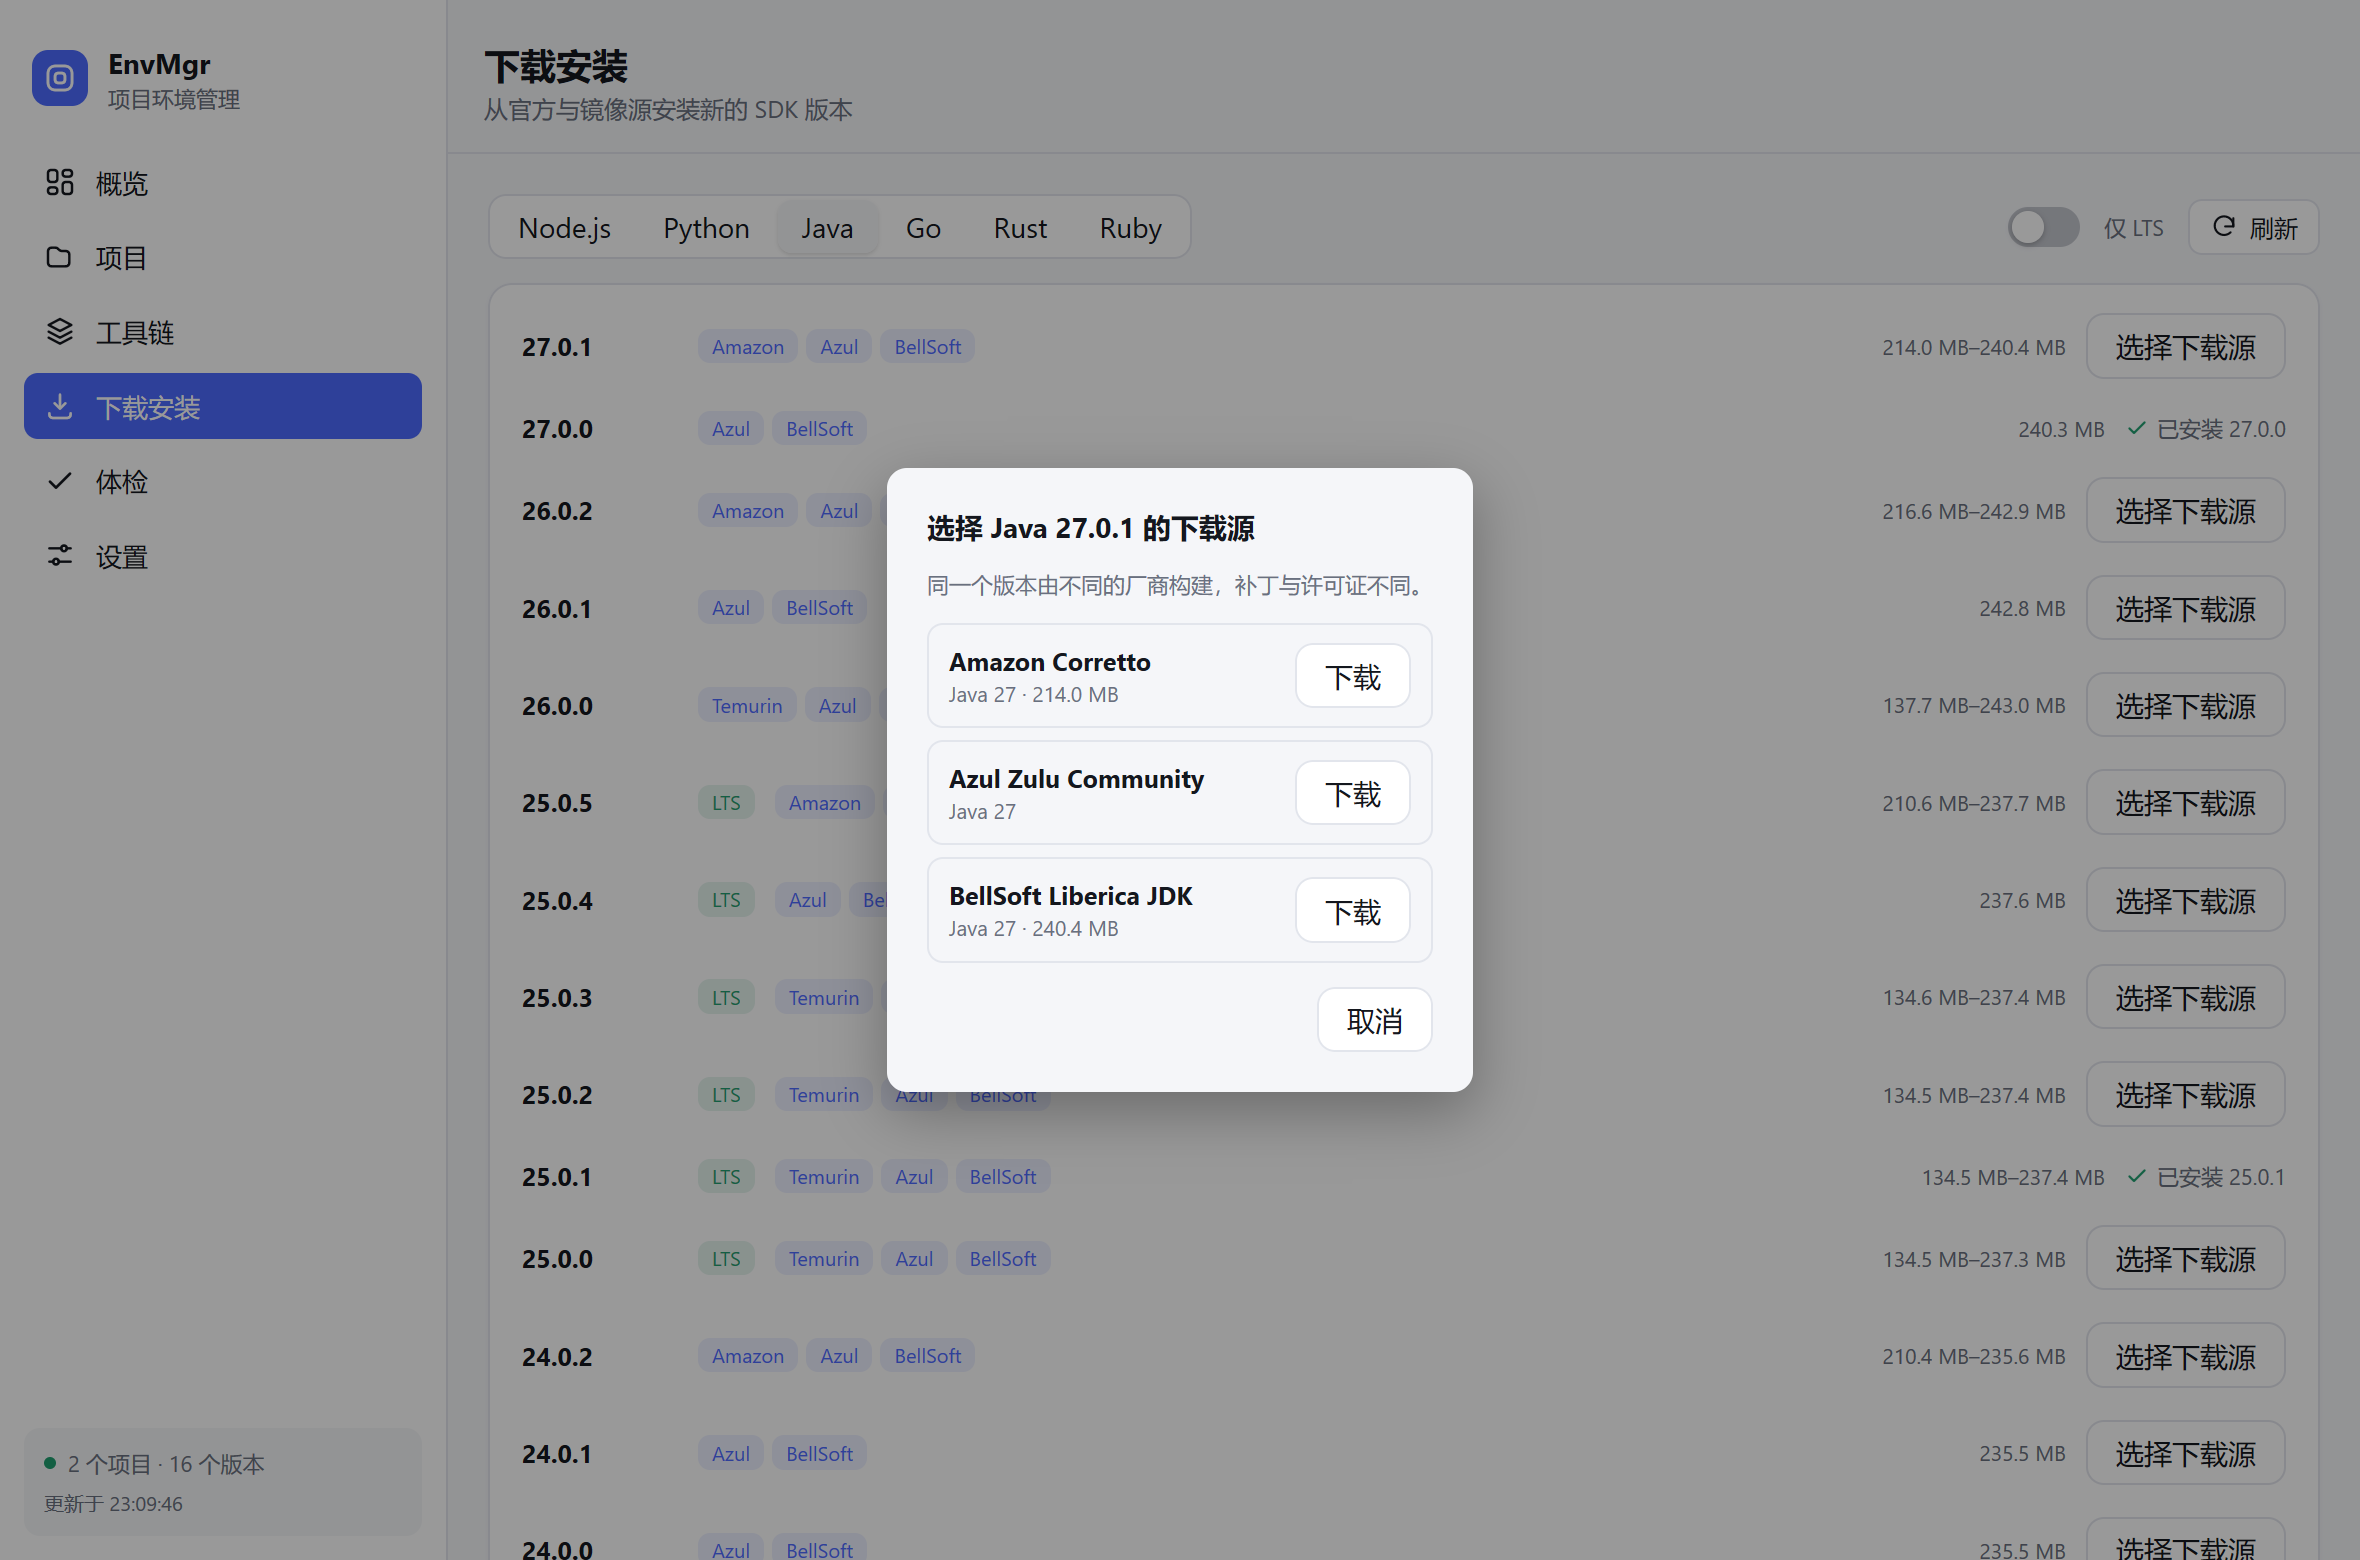 EnvMgr
项目环境管理
概览
项目
工具链
下载安装
体检
设置
2 个项目 · 16 个版本
更新于 23:09:46
下载安装
从官方与镜像源安装新的 SDK 版本
Node.js Python Java Go Rust Ruby
仅 LTS 刷新
27.0.1 Amazon Azul BellSoft 214.0 MB–240.4 MB 选择下载源
27.0.0 Azul BellSoft 240.3 MB 已安装 27.0.0
26.0.2 Amazon Azul 216.6 MB–242.9 MB 选择下载源
26.0.1 Azul BellSoft 242.8 MB 选择下载源
26.0.0 Temurin Azul 137.7 MB–243.0 MB 选择下载源
25.0.5 LTS Amazon 210.6 MB–237.7 MB 选择下载源
25.0.4 LTS Azul 237.6 MB 选择下载源
25.0.3 LTS Temurin 134.6 MB–237.4 MB 选择下载源
25.0.2 LTS Temurin Azul BellSoft 134.5 MB–237.4 MB 选择下载源
25.0.1 LTS Temurin Azul BellSoft 134.5 MB–237.4 MB 已安装 25.0.1
25.0.0 LTS Temurin Azul BellSoft 134.5 MB–237.3 MB 选择下载源
24.0.2 Amazon Azul BellSoft 210.4 MB–235.6 MB 选择下载源
24.0.1 Azul BellSoft 235.5 MB 选择下载源
24.0.0 Azul BellSoft 235.5 MB 选择下载源
选择 Java 27.0.1 的下载源
同一个版本由不同的厂商构建，补丁与许可证不同。
Amazon Corretto
Java 27 · 214.0 MB
下载
Azul Zulu Community
Java 27
下载
BellSoft Liberica JDK
Java 27 · 240.4 MB
下载
取消